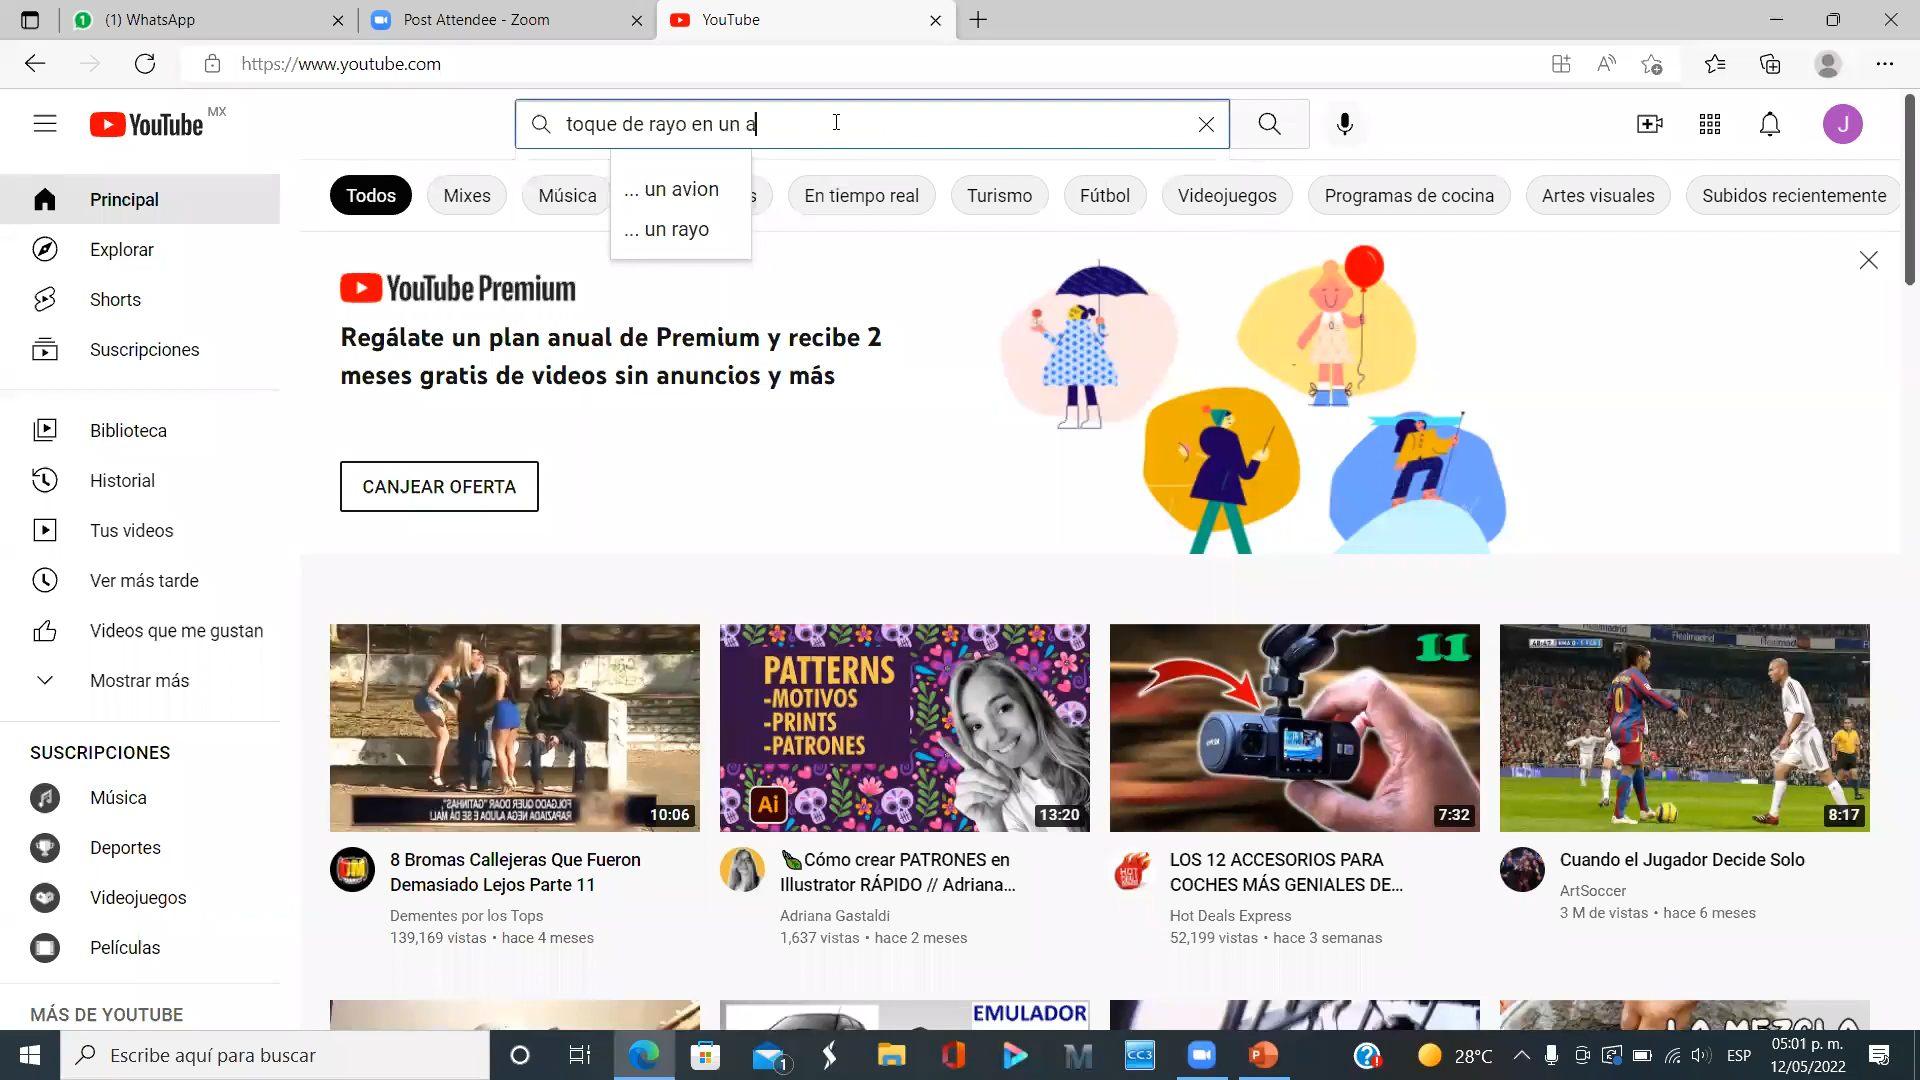 (1) WhatsApp
Post Attendee - Zoom
YouTube
https://www.youtube.com
YouTube MX
toque de rayo en un a
J
... un avion
... un rayo
Principal
Explorar
Shorts
Suscripciones
Biblioteca
Historial
Tus videos
Ver más tarde
Videos que me gustan
Mostrar más
SUSCRIPCIONES
Música
Deportes
Videojuegos
Películas
MÁS DE YOUTUBE
Todos
Mixes
Música
s
En tiempo real
Turismo
Fútbol
Videojuegos
Programas de cocina
Artes visuales
Subidos recientemente
YouTube Premium
Regálate un plan anual de Premium y recibe 2
meses gratis de videos sin anuncios y más
CANJEAR OFERTA
10:06
8 Bromas Callejeras Que Fueron
Demasiado Lejos Parte 11
Dementes por los Tops
139,169 vistas • hace 4 meses
PATTERNS
-MOTIVOS
-PRINTS
-PATRONES
Ai
13:20
Cómo crear PATRONES en
Illustrator RÁPIDO // Adriana...
Adriana Gastaldi
1,637 vistas • hace 2 meses
11
7:32
HOT
LOS 12 ACCESORIOS PARA
COCHES MÁS GENIALES DE...
Hot Deals Express
52,199 vistas • hace 3 semanas
Realmadrid
8:17
Cuando el Jugador Decide Solo
ArtSoccer
3 M de vistas • hace 6 meses
EMULADOR
LA MEZCLA
Escribe aquí para buscar
1
CC3
28°C
ESP
05:01 p. m.
12/05/2022